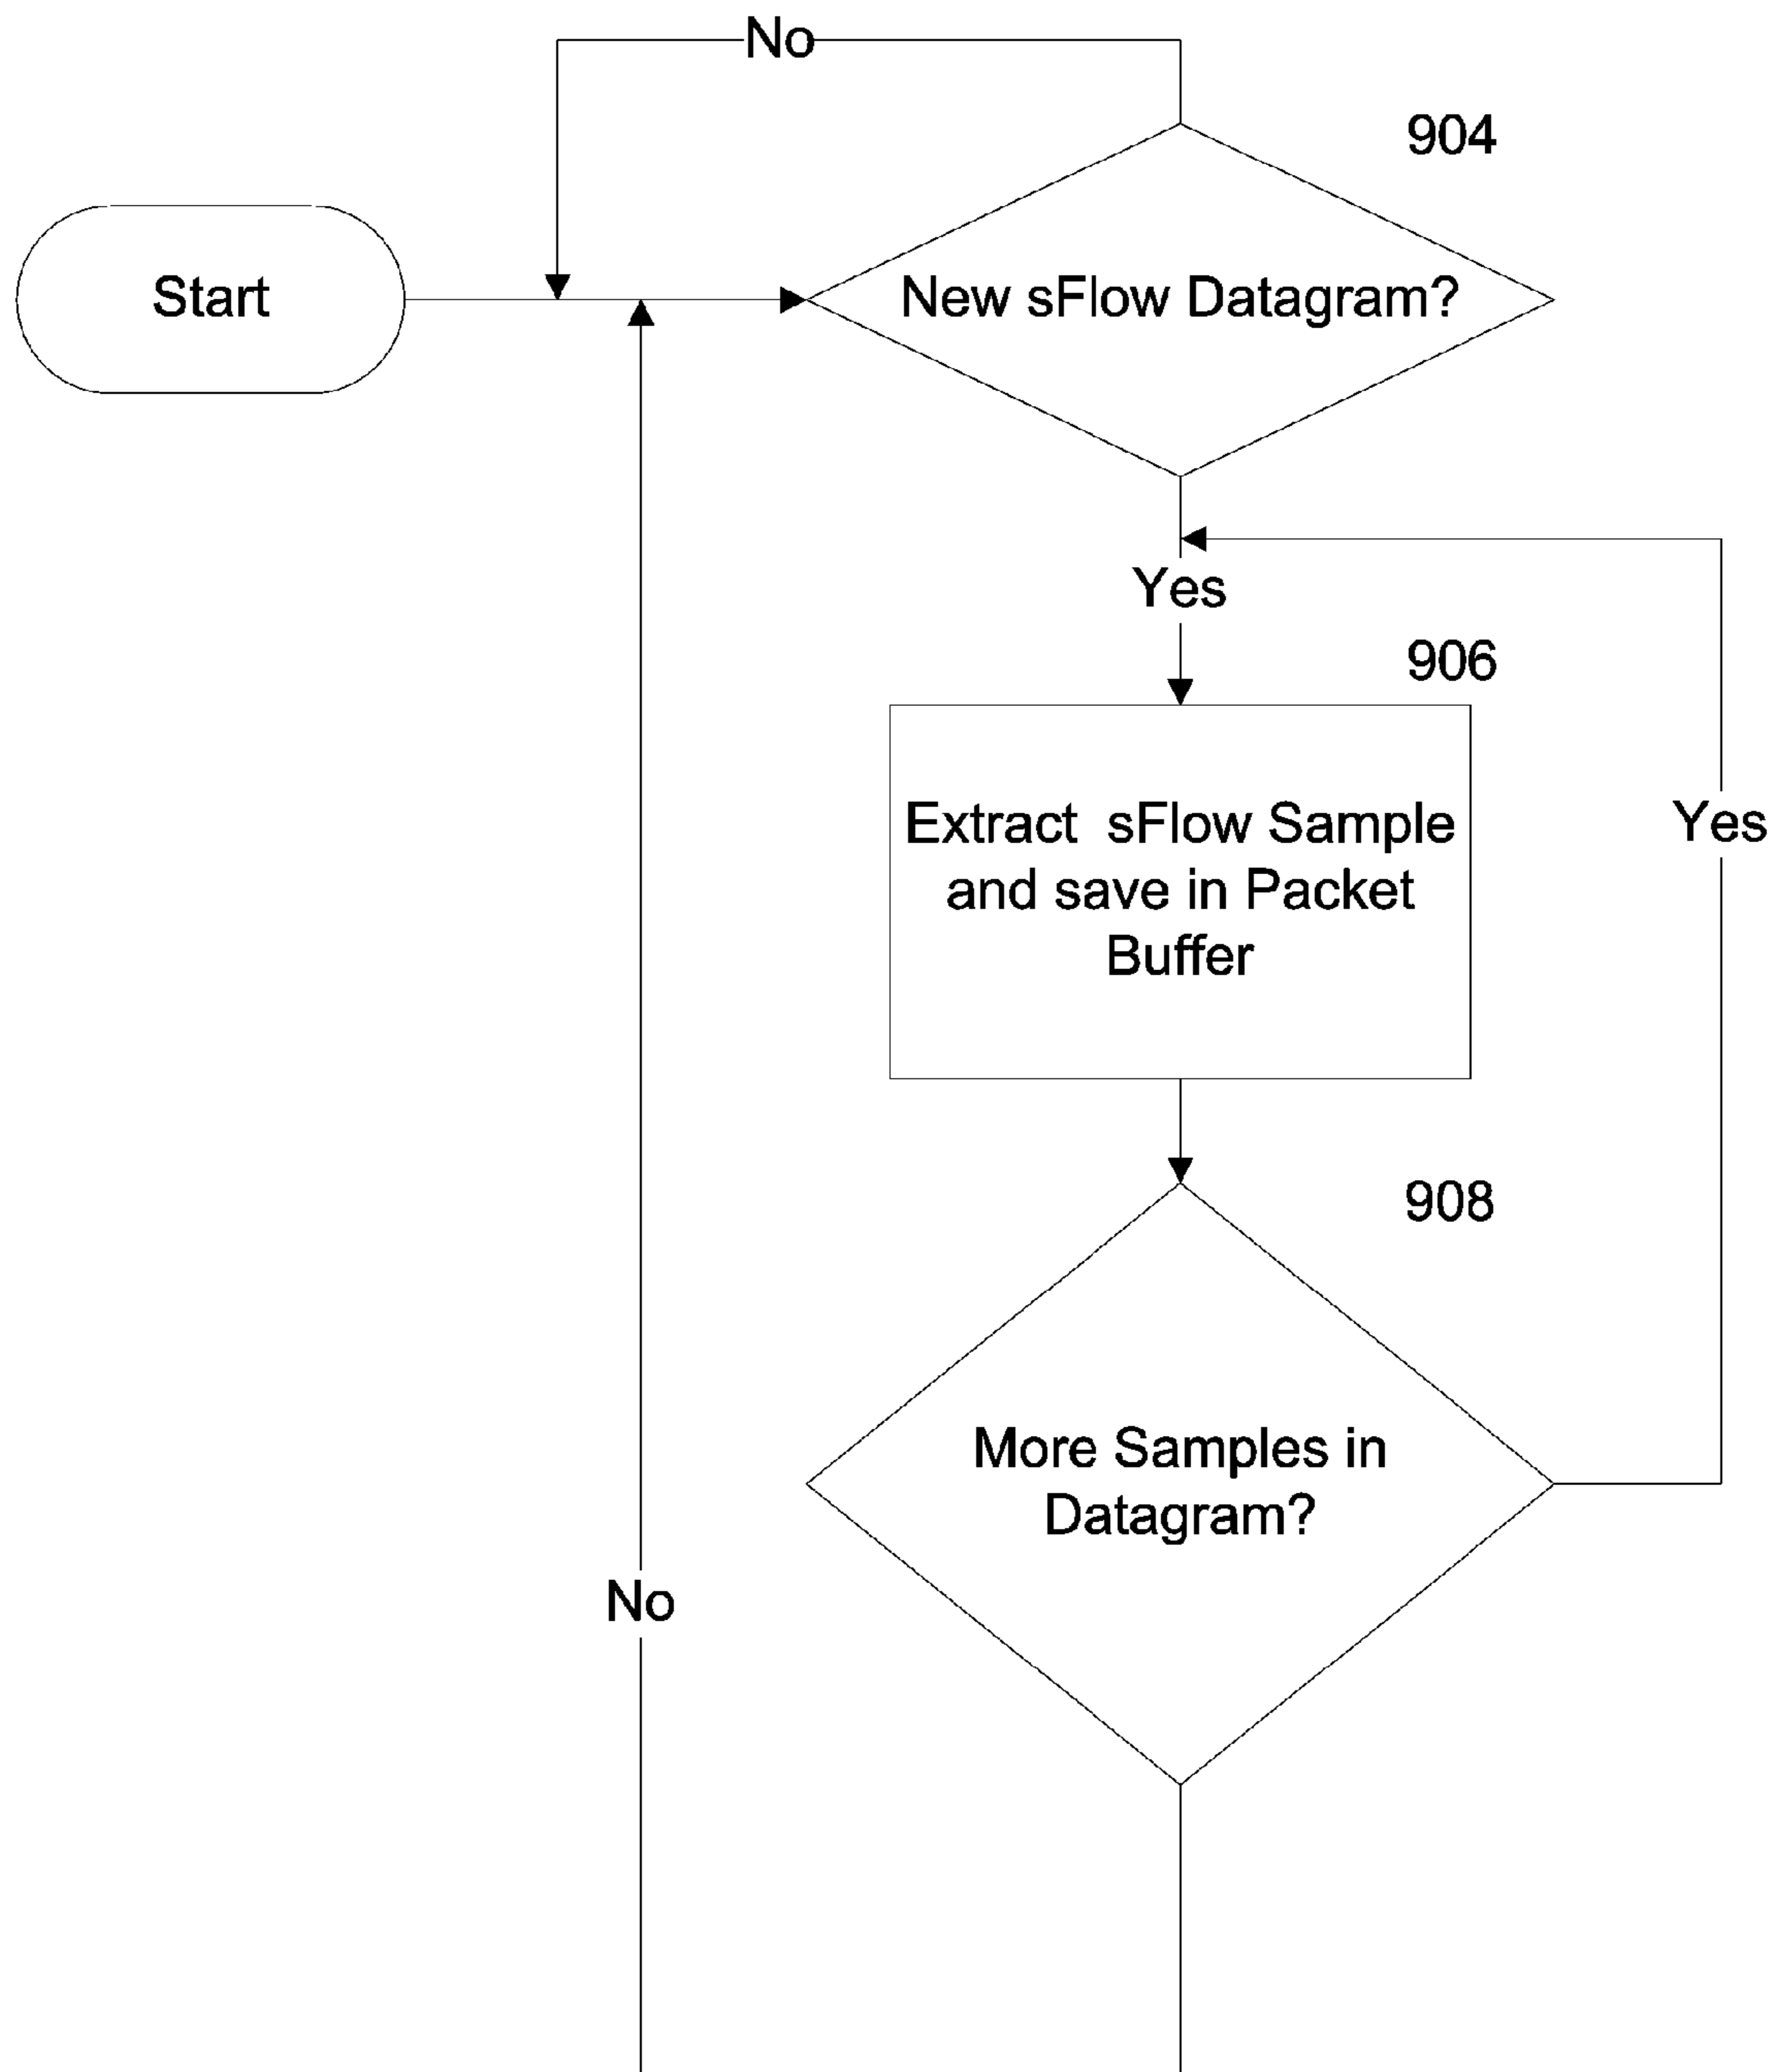 No
904
Start
New sFlow Datagram?
Yes
906
Extract sFlow Sample
and save in Packet
Buffer
Yes
908
More Samples in
Datagram?
No